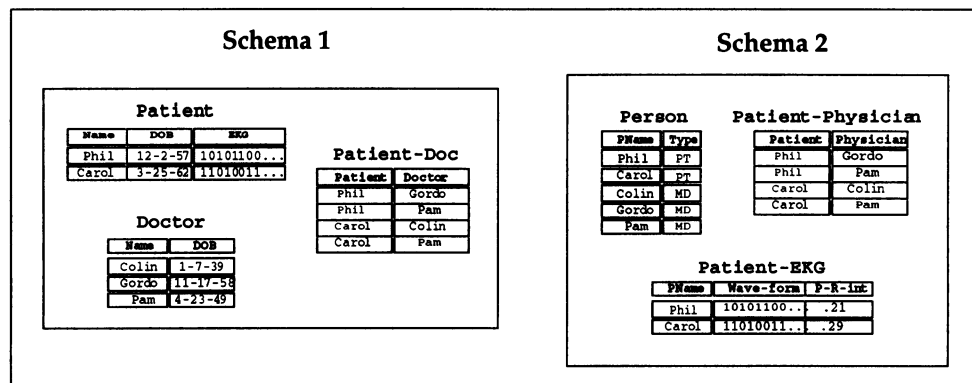 Schema 1
Patient
Name DOB EKG
Phil 12-2-57 10101100...
Carol 3-25-62 11010011...
Patient-Doc
Patient Doctor
Phil Gordo
Phil Pam
Carol Colin
Carol Pam
Doctor
Name DOB
Colin 1-7-39
Gordo 11-17-58
Pam 4-23-49
Schema 2
Person
PName Type
Phil PT
Carol PT
Colin MD
Gordo MD
Pam MD
Patient-Physician
Patient Physician
Phil Gordo
Phil Pam
Carol Colin
Carol Pam
Patient-EKG
PName Wave-form P-R-int
Phil 10101100... .21
Carol 11010011... .29